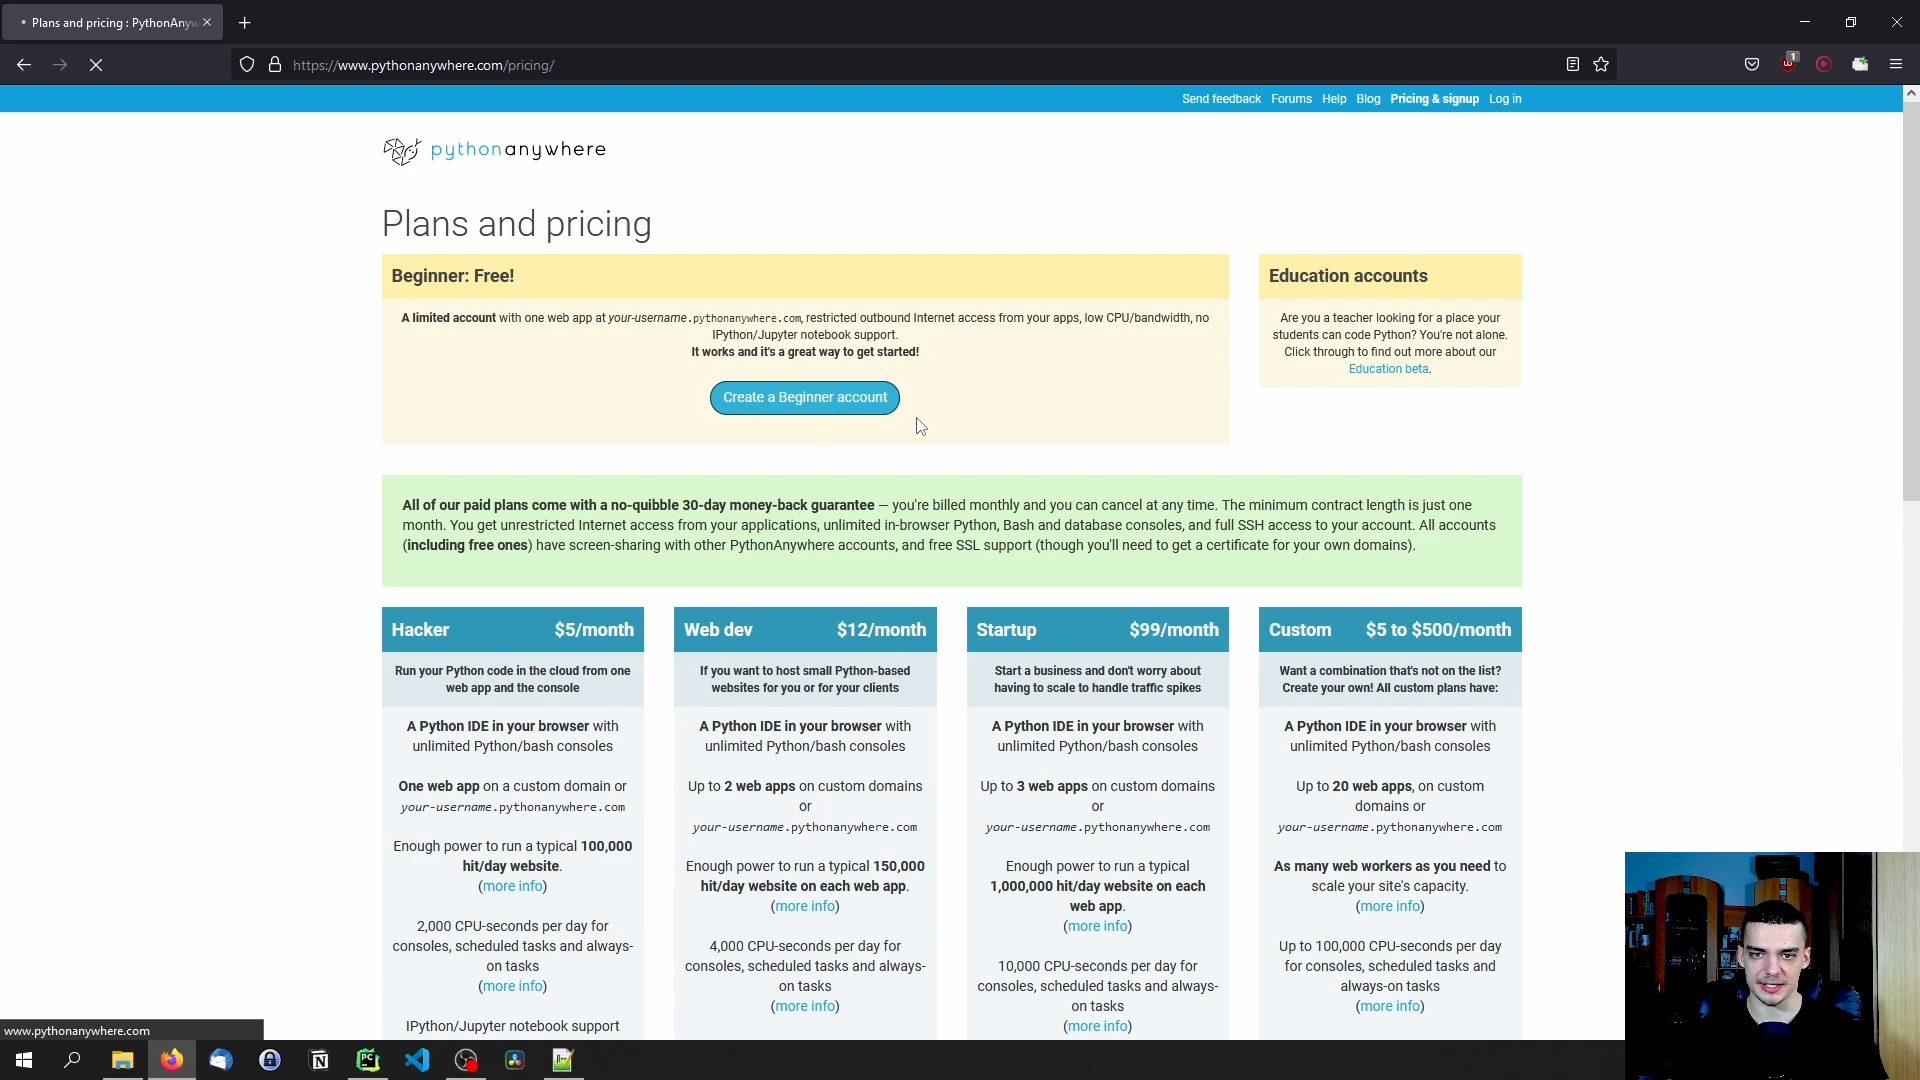 Plans and pricing : PythonAnyw
https://www.pythonanywhere.com/pricing/
1
Send feedback Forums Help Blog Pricing & signup Log in
pythonanywhere
Plans and pricing
Beginner: Free!
A limited account with one web app at your-username.pythonanywhere.com, restricted outbound Internet access from your apps, low CPU/bandwidth, no
IPython/Jupyter notebook support.
It works and it's a great way to get started!
Create a Beginner account
Education accounts
Are you a teacher looking for a place your
students can code Python? You're not alone.
Click through to find out more about our
Education beta.
All of our paid plans come with a no-quibble 30-day money-back guarantee — you're billed monthly and you can cancel at any time. The minimum contract length is just one
month. You get unrestricted Internet access from your applications, unlimited in-browser Python, Bash and database consoles, and full SSH access to your account. All accounts
(including free ones) have screen-sharing with other PythonAnywhere accounts, and free SSL support (though you'll need to get a certificate for your own domains).
Hacker $5/month
Run your Python code in the cloud from one
web app and the console
A Python IDE in your browser with
unlimited Python/bash consoles
One web app on a custom domain or
your-username.pythonanywhere.com
Enough power to run a typical 100,000
hit/day website.
(more info)
2,000 CPU-seconds per day for
consoles, scheduled tasks and always-
on tasks
(more info)
IPython/Jupyter notebook support
Web dev $12/month
If you want to host small Python-based
websites for you or for your clients
A Python IDE in your browser with
unlimited Python/bash consoles
Up to 2 web apps on custom domains
or
your-username.pythonanywhere.com
Enough power to run a typical 150,000
hit/day website on each web app.
(more info)
4,000 CPU-seconds per day for
consoles, scheduled tasks and always-
on tasks
(more info)
Startup $99/month
Start a business and don't worry about
having to scale to handle traffic spikes
A Python IDE in your browser with
unlimited Python/bash consoles
Up to 3 web apps on custom domains
or
your-username.pythonanywhere.com
Enough power to run a typical
1,000,000 hit/day website on each
web app.
(more info)
10,000 CPU-seconds per day for
consoles, scheduled tasks and always-
on tasks
(more info)
Custom $5 to $500/month
Want a combination that's not on the list?
Create your own! All custom plans have:
A Python IDE in your browser with
unlimited Python/bash consoles
Up to 20 web apps, on custom
domains or
your-username.pythonanywhere.com
As many web workers as you need to
scale your site's capacity.
(more info)
Up to 100,000 CPU-seconds per day
for consoles, scheduled tasks and
always-on tasks
(more info)
www.pythonanywhere.com